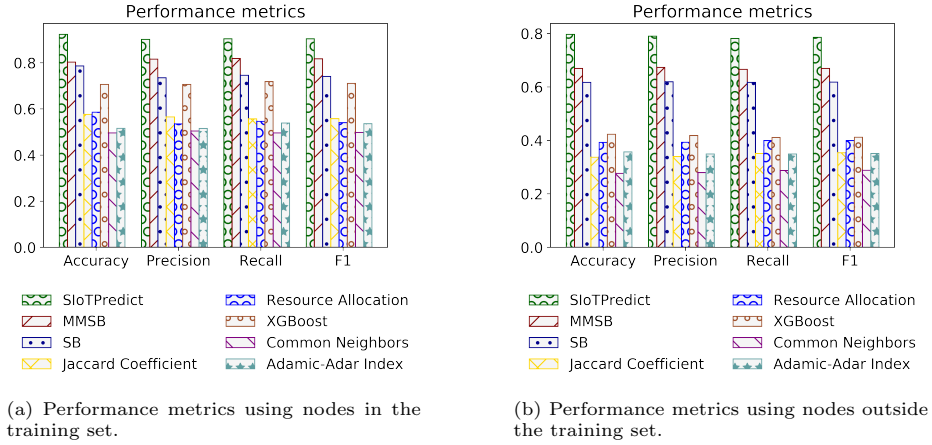 Performance metrics
0.8
0.6
0.4
0.2
0.0
Accuracy Precision Recall F1
SIoTPredict
MMSB
SB
Jaccard Coefficient
Resource Allocation
XGBoost
Common Neighbors
Adamic-Adar Index
(a) Performance metrics using nodes in the
training set.
Performance metrics
0.8
0.6
0.4
0.2
0.0
Accuracy Precision Recall F1
SIoTPredict
MMSB
SB
Jaccard Coefficient
Resource Allocation
XGBoost
Common Neighbors
Adamic-Adar Index
(b) Performance metrics using nodes outside
the training set.